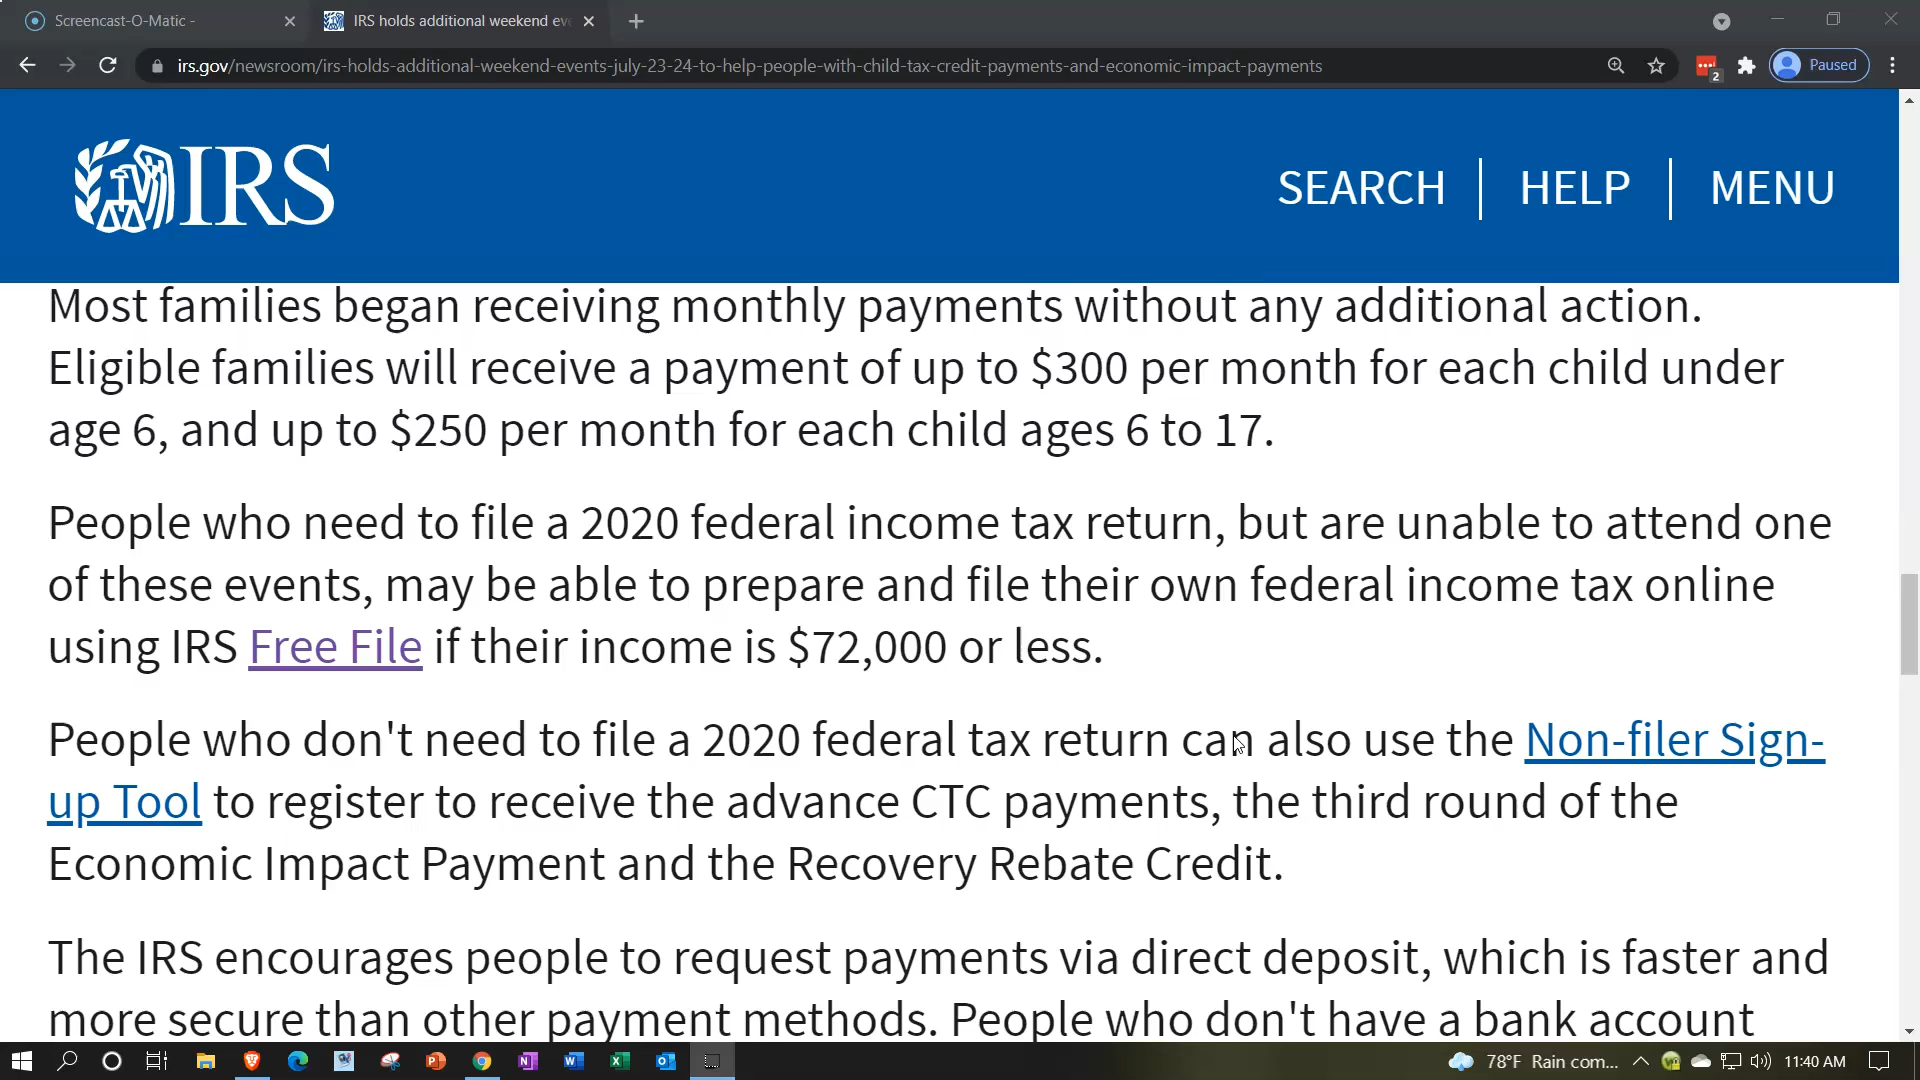 Screencast-O-Matic -
IRS holds additional weekend eve
irs.gov/newsroom/irs-holds-additional-weekend-events-july-23-24-to-help-people-with-child-tax-credit-payments-and-economic-impact-payments
2
Paused
IRS
SEARCH
HELP
MENU
Most families began receiving monthly payments without any additional action.
Eligible families will receive a payment of up to $300 per month for each child under
age 6, and up to $250 per month for each child ages 6 to 17.
People who need to file a 2020 federal income tax return, but are unable to attend one
of these events, may be able to prepare and file their own federal income tax online
using IRS Free File if their income is $72,000 or less.
People who don't need to file a 2020 federal tax return can also use the Non-filer Sign-
up Tool to register to receive the advance CTC payments, the third round of the
Economic Impact Payment and the Recovery Rebate Credit.
The IRS encourages people to request payments via direct deposit, which is faster and
more secure than other payment methods. People who don't have a bank account
78°F Rain com...
11:40 AM